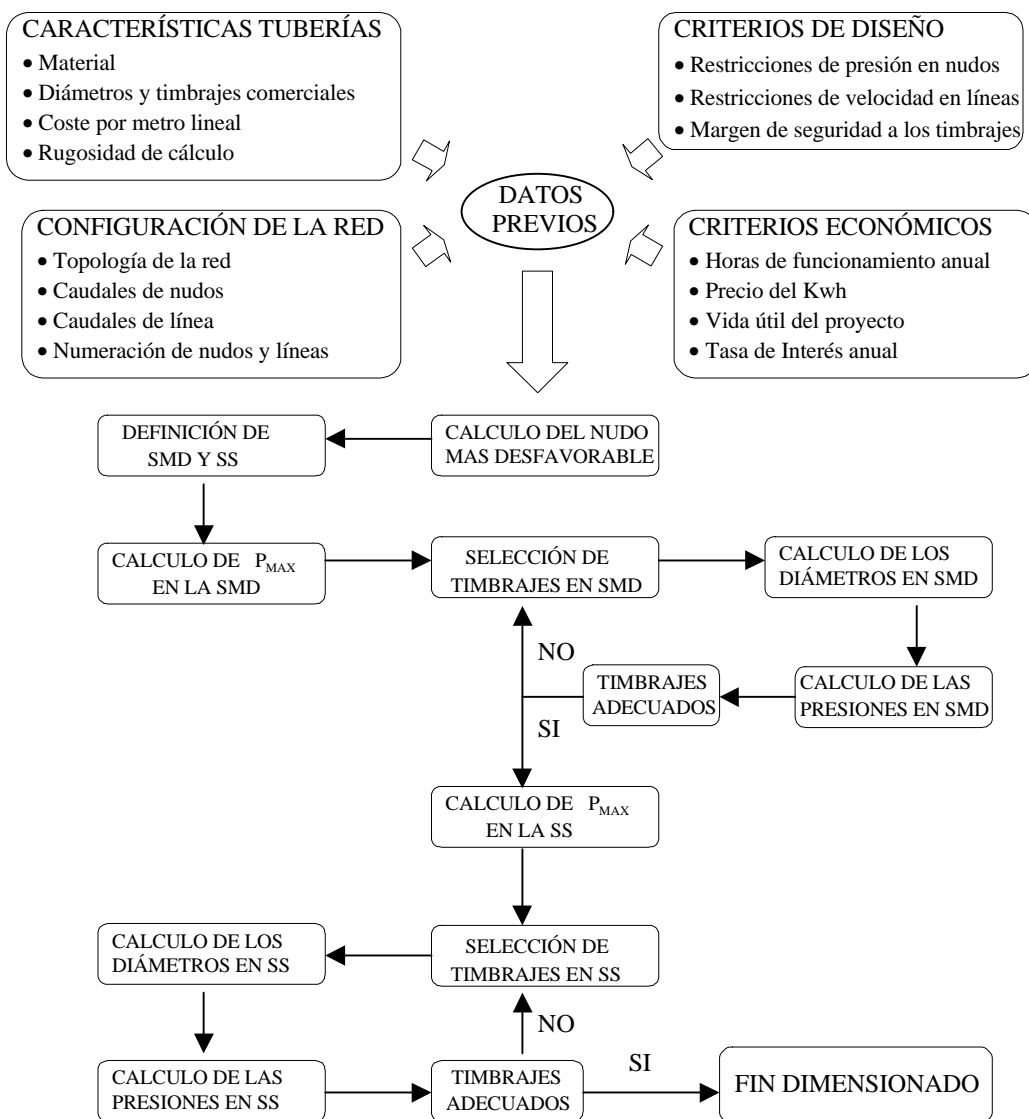 CARACTERÍSTICAS TUBERÍAS
• Material
• Diámetros y timbrajes comerciales
• Coste por metro lineal
• Rugosidad de cálculo
CRITERIOS DE DISEÑO
• Restricciones de presión en nudos
• Restricciones de velocidad en líneas
• Margen de seguridad a los timbrajes
DATOS
PREVIOS
CONFIGURACIÓN DE LA RED
• Topología de la red
• Caudales de nudos
• Caudales de línea
• Numeración de nudos y líneas
CRITERIOS ECONÓMICOS
• Horas de funcionamiento anual
• Precio del Kwh
• Vida útil del proyecto
• Tasa de Interés anual
CALCULO DEL NUDO
MAS DESFAVORABLE
DEFINICIÓN DE
SMD Y SS
CALCULO DE PMAX
EN LA SMD
SELECCIÓN DE
TIMBRAJES EN SMD
CALCULO DE LOS
DIÁMETROS EN SMD
CALCULO DE LAS
PRESIONES EN SMD
TIMBRAJES
ADECUADOS
NO
SI
CALCULO DE PMAX
EN LA SS
SELECCIÓN DE
TIMBRAJES EN SS
CALCULO DE LOS
DIÁMETROS EN SS
CALCULO DE LAS
PRESIONES EN SS
TIMBRAJES
ADECUADOS
NO
SI
FIN DIMENSIONADO